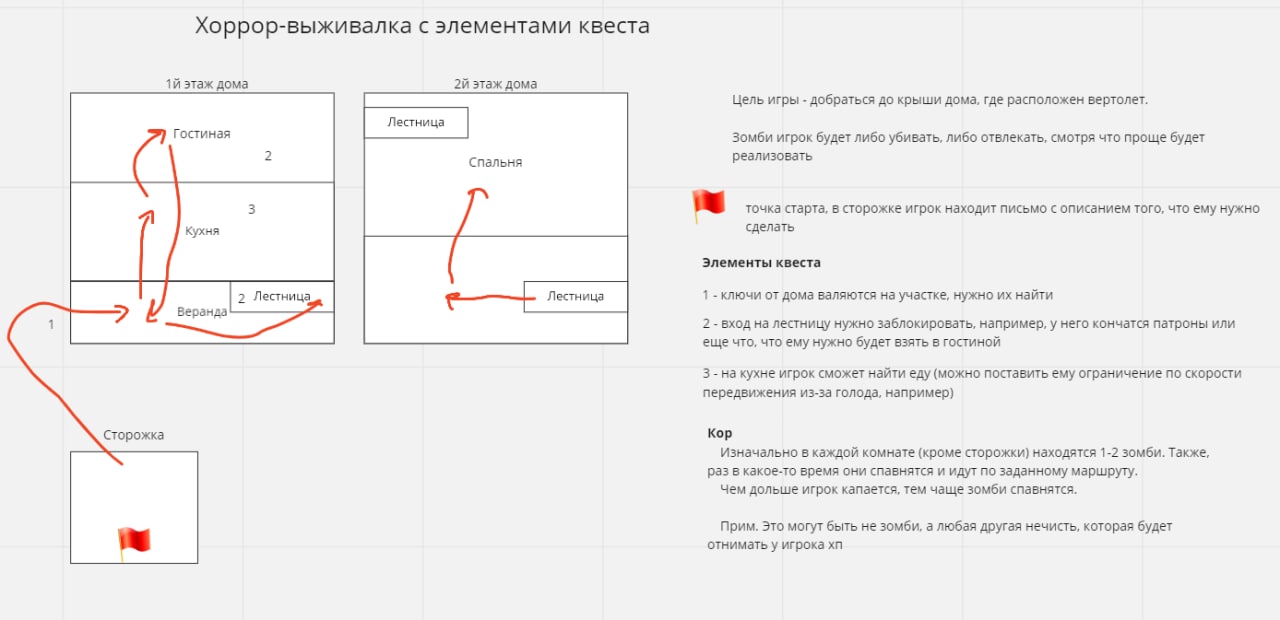 Хоррор-выживалка с элементами квеста
1й этаж дома
2й этаж дома
Гостиная
2
3
Кухня
Веранда
2 Лестница
1
Сторожка
Лестница
Спальня
Лестница
Цель игры - добраться до крыши дома, где расположен вертолет.
Зомби игрок будет либо убивать, либо отвлекать, смотря что проще будет
реализовать
точка старта, в сторожке игрок находит письмо с описанием того, что ему нужно
сделать
Элементы квеста
1 - ключи от дома валяются на участке, нужно их найти
2 - вход на лестницу нужно заблокировать, например, у него кончатся патроны или
еще что, что ему нужно будет взять в гостиной
3 - на кухне игрок сможет найти еду (можно поставить ему ограничение по скорости
передвижения из-за голода, например)
Кор
Изначально в каждой комнате (кроме сторожки) находятся 1-2 зомби. Также,
раз в какое-то время они спавнятся и идут по заданному маршруту.
Чем дольше игрок капается, тем чаще зомби спавнятся.
Прим. Это могут быть не зомби, а любая другая нечисть, которая будет
отнимать у игрока хп